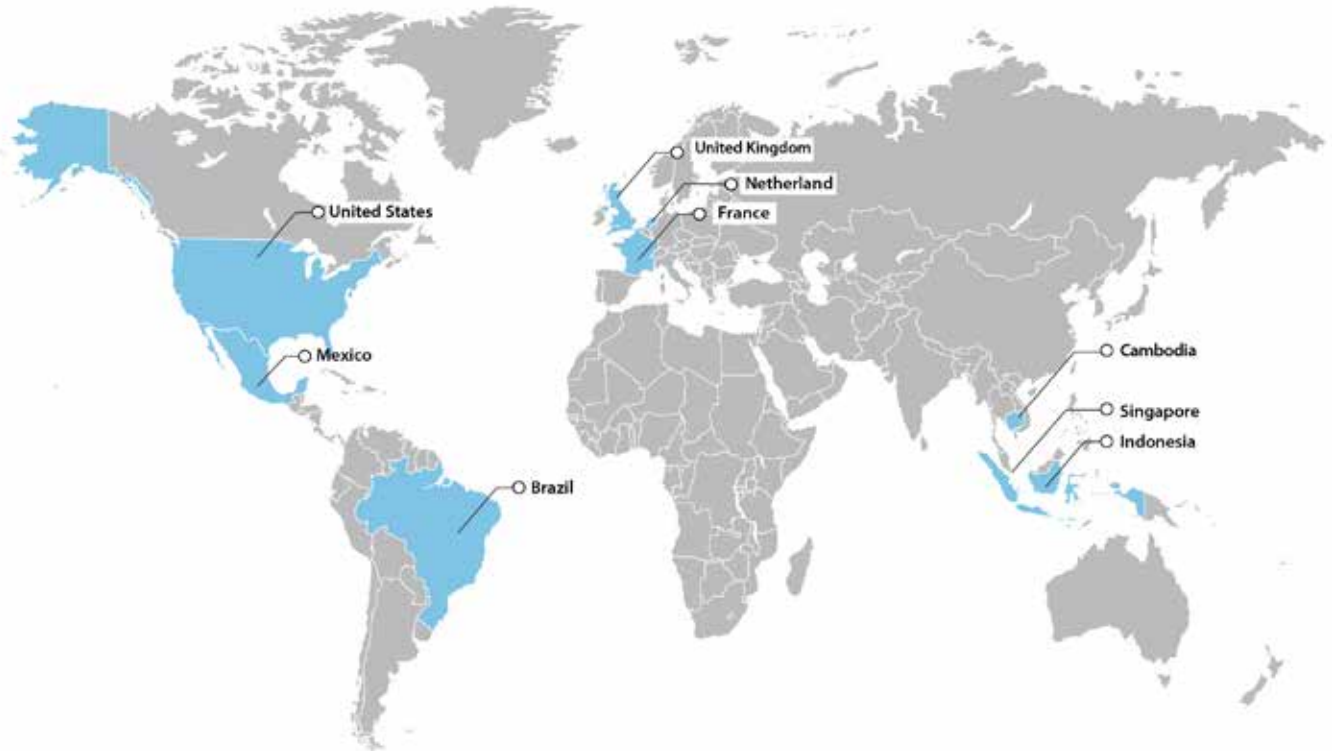 United Kingdom
Netherland
United States
France
Mexico
Cambodia
Singapore
Indonesia
Brazil